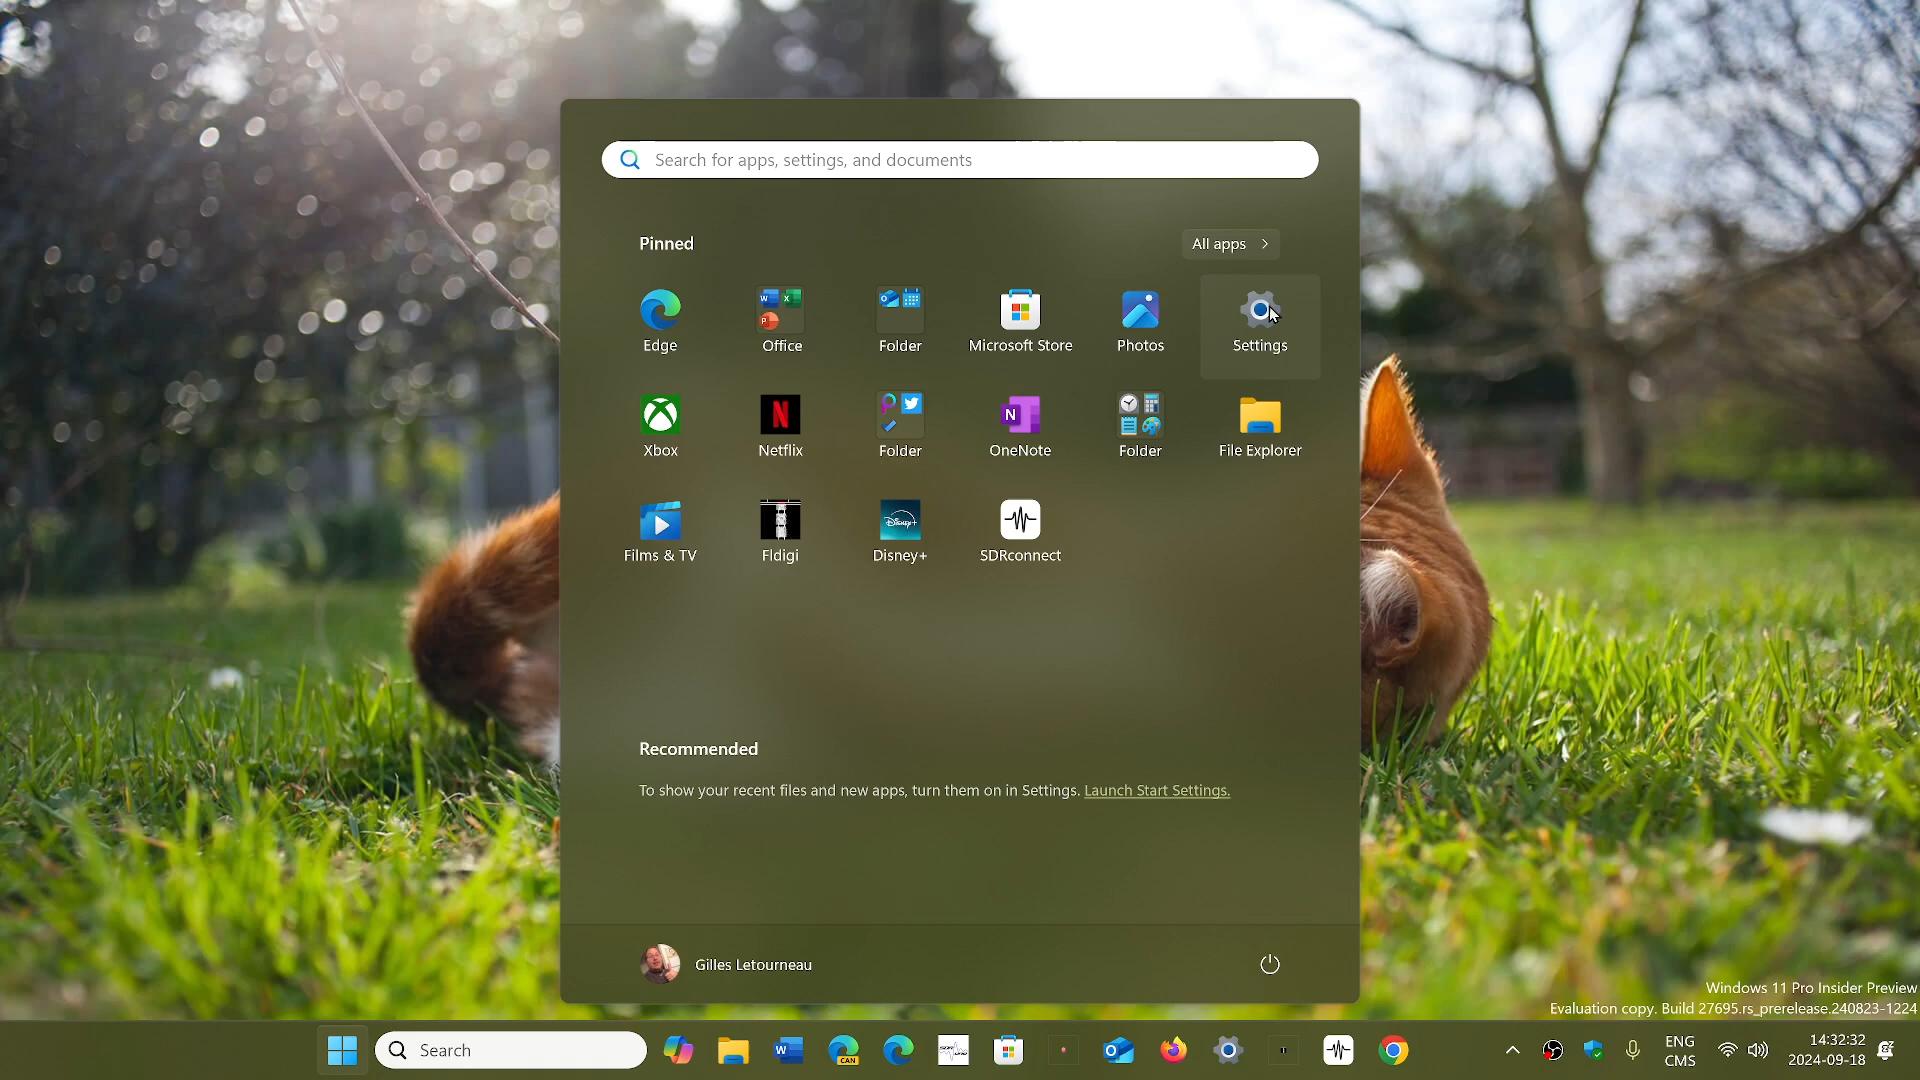 Search for apps, settings, and documents
Pinned
All apps
Edge
Office
Folder
Microsoft Store
Photos
Settings
Xbox
Netflix
Folder
OneNote
Folder
File Explorer
Films & TV
Fldigi
Disney+
SDRconnect
Recommended
To show your recent files and new apps, turn them on in Settings. Launch Start Settings.
Gilles Letourneau
Windows 11 Pro Insider Preview
Evaluation copy. Build 27695.rs_prerelease.240823-1224
Search
CAN
ENG
CMS
14:32:32
2024-09-18